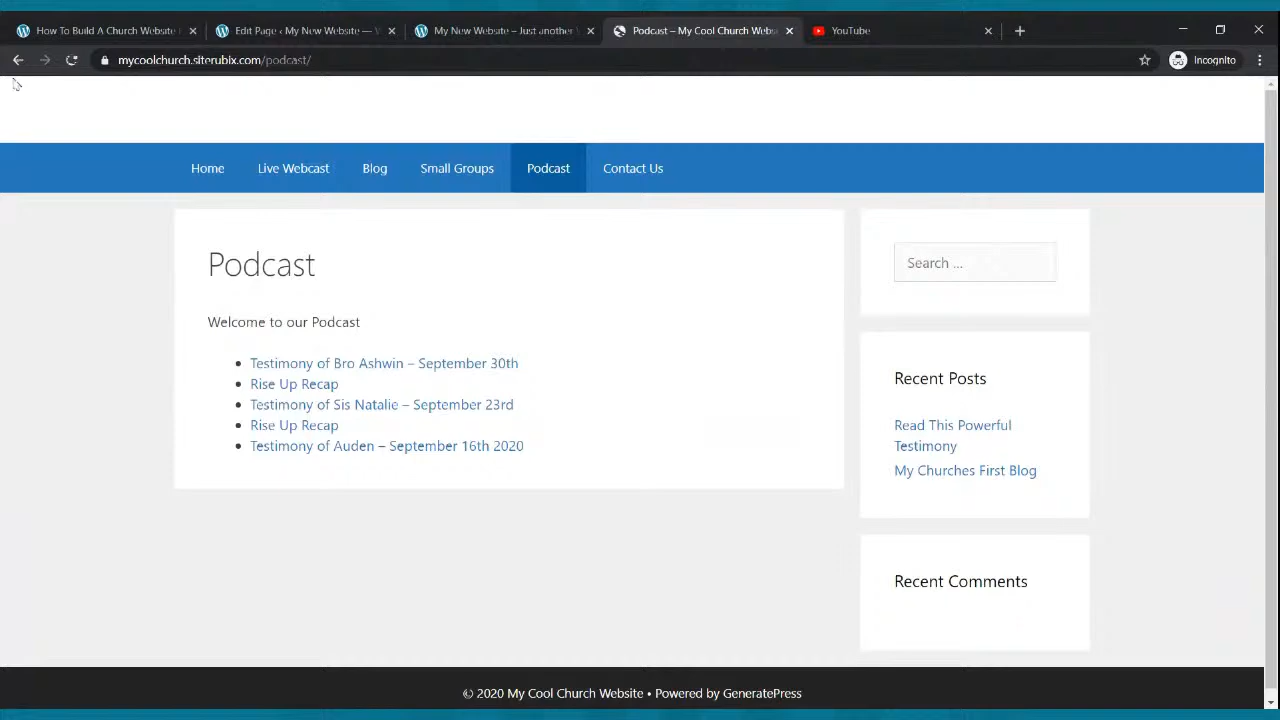 How To Build A Church Website
Edit Page ‹ My New Website —
My New Website – Just another
Podcast – My Cool Church Webs
YouTube
mycoolchurch.siterubix.com/podcast/
Incognito
Home
Live Webcast
Blog
Small Groups
Podcast
Contact Us
Podcast
Welcome to our Podcast
Testimony of Bro Ashwin – September 30th
Rise Up Recap
Testimony of Sis Natalie – September 23rd
Rise Up Recap
Testimony of Auden – September 16th 2020
Search ...
Recent Posts
Read This Powerful
Testimony
My Churches First Blog
Recent Comments
© 2020 My Cool Church Website • Powered by GeneratePress